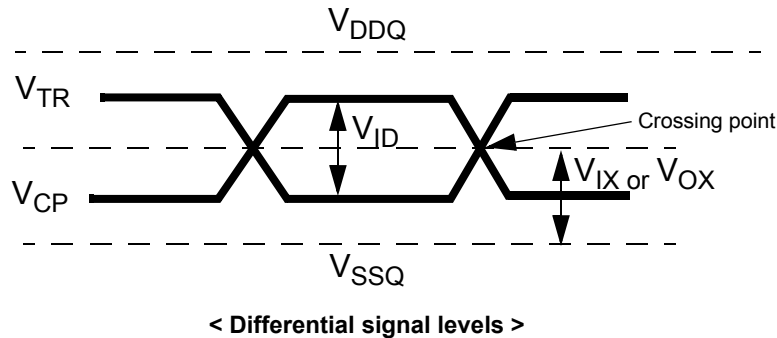 VDDQ
VTR
VID
Crossing point
VCP
VIX or VOX
VSSQ
< Differential signal levels >